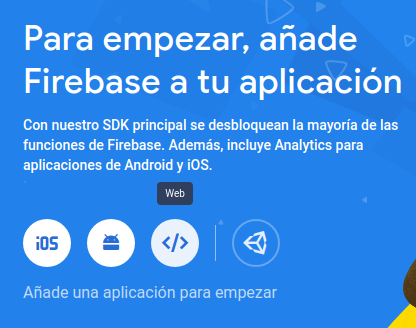 Para empezar, añade
Firebase a tu aplicación
Con nuestro SDK principal se desbloquean la mayoría de las
funciones de Firebase. Además, incluye Analytics para
aplicaciones de Android y iOS.
Web
iOS
Añade una aplicación para empezar